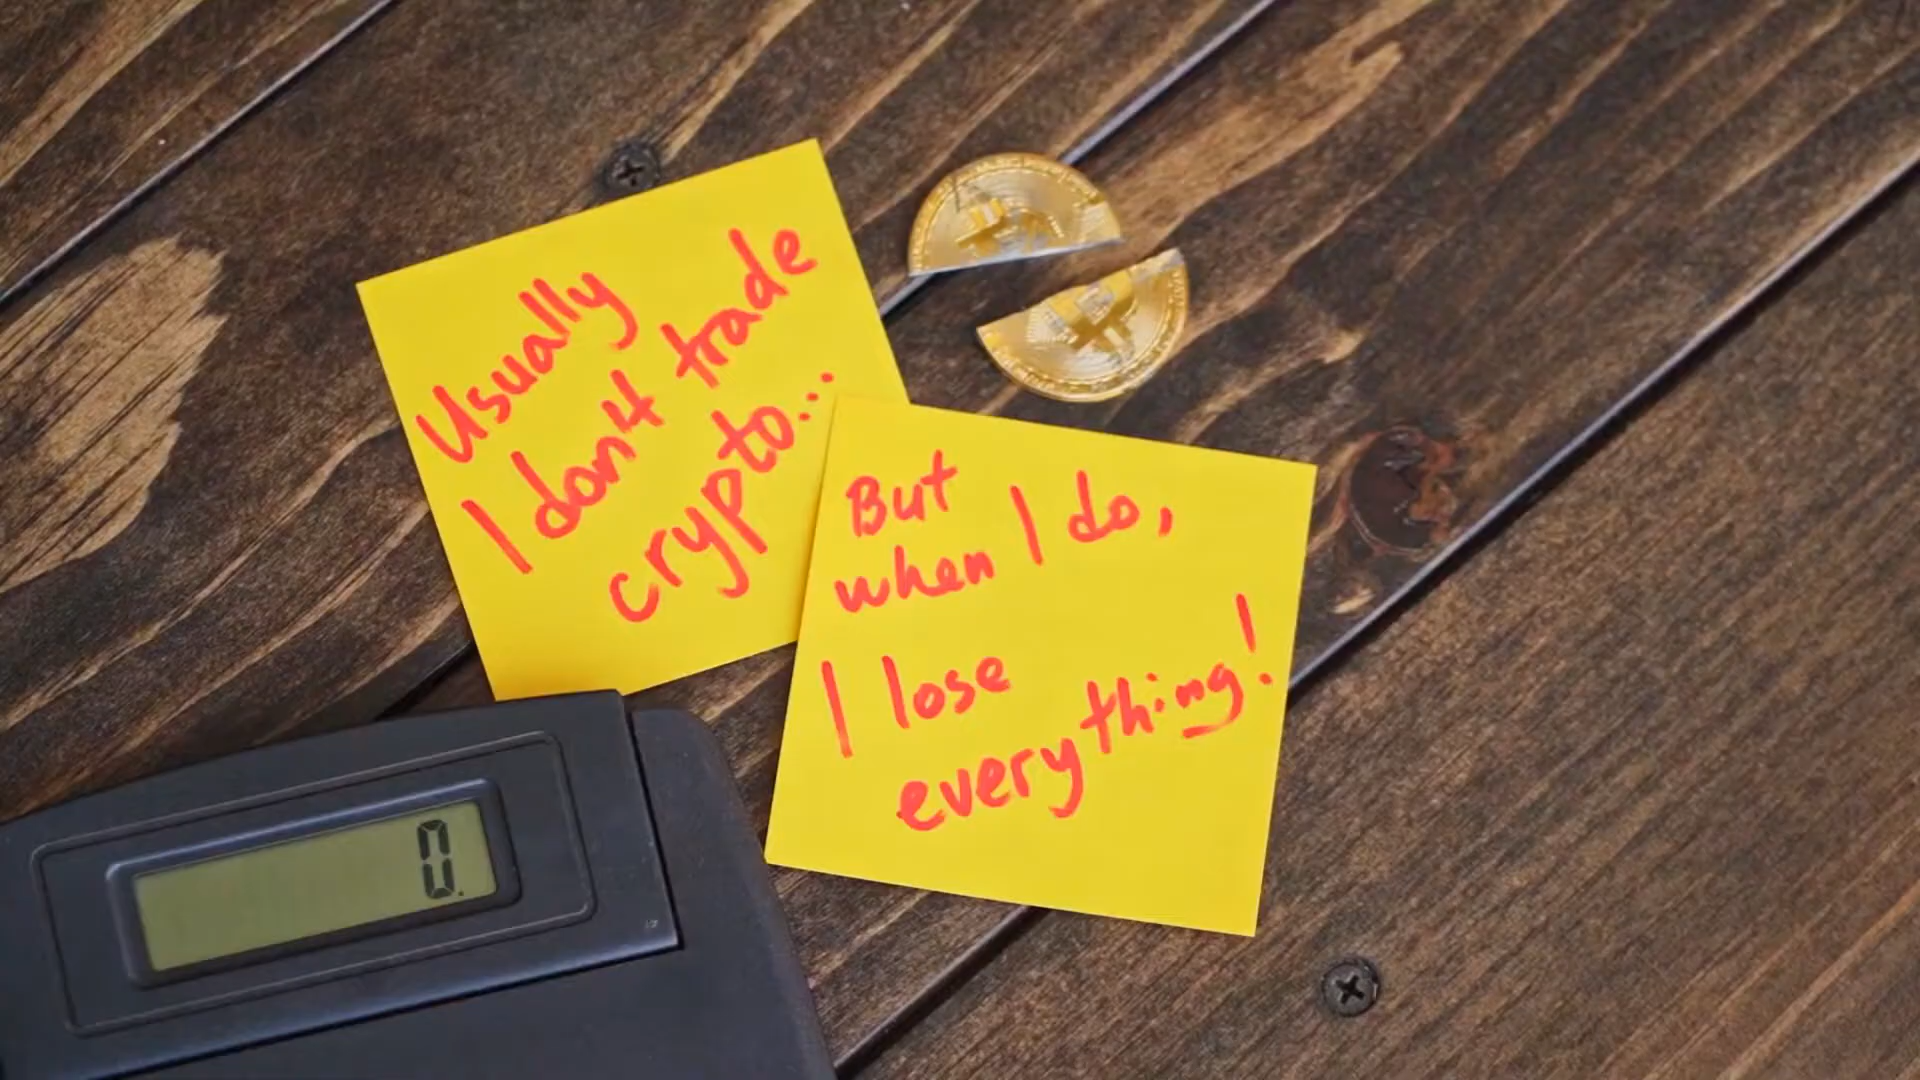 Usually
I don't trade
crypto...
But
when I do,
I lose
everything!
0.